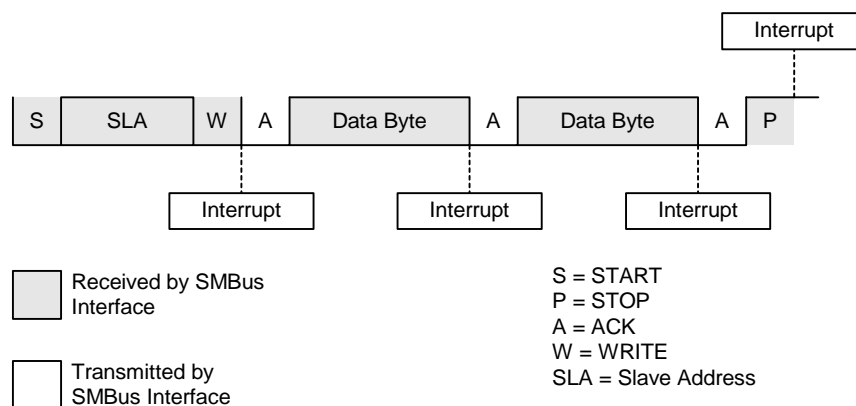 Interrupt
S SLA W A Data Byte A Data Byte A P
Interrupt Interrupt Interrupt
Received by SMBus
Interface
Transmitted by
SMBus Interface
S = START
P = STOP
A = ACK
W = WRITE
SLA = Slave Address